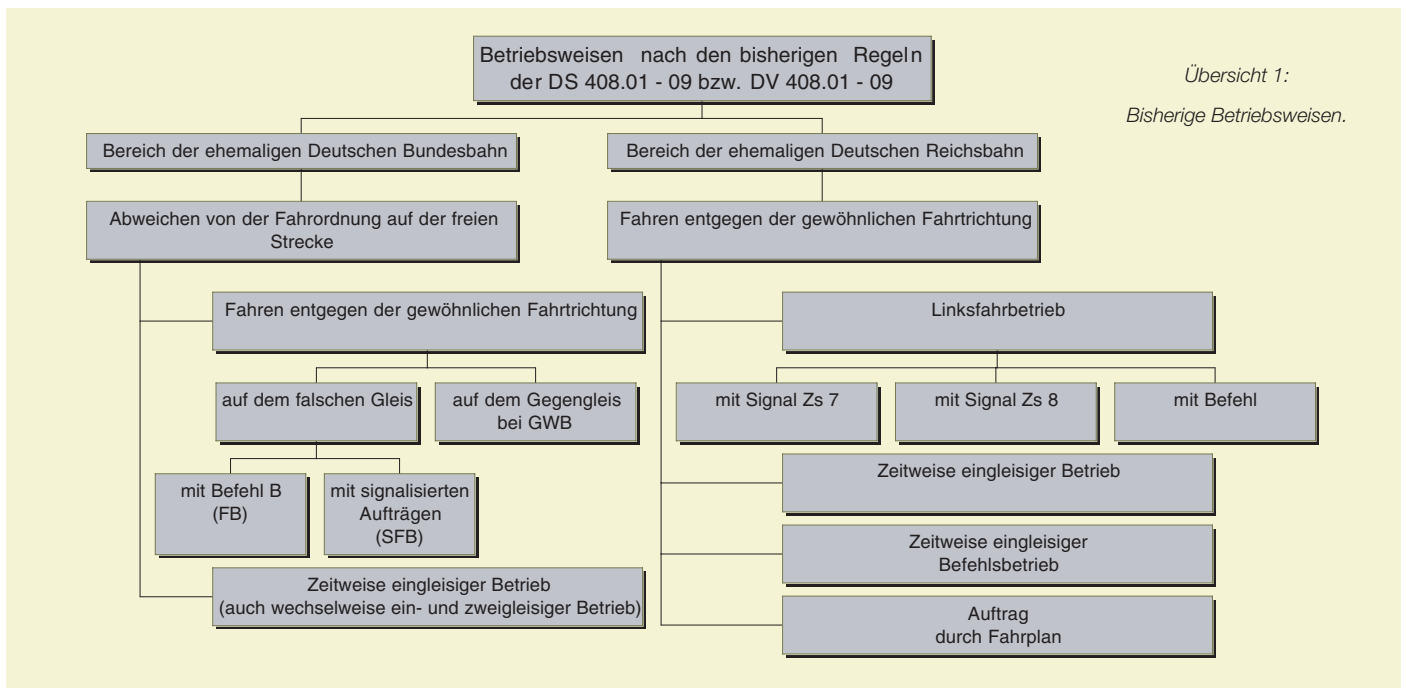 Betriebsweisen nach den bisherigen Regeln
der DS 408.01 - 09 bzw. DV 408.01 - 09
Übersicht 1:
Bisherige Betriebsweisen.
Bereich der ehemaligen Deutschen Bundesbahn
Bereich der ehemaligen Deutschen Reichsbahn
Abweichen von der Fahrordnung auf der freien
Strecke
Fahren entgegen der gewöhnlichen Fahrtrichtung
Fahren entgegen der gewöhnlichen Fahrtrichtung
Linksfahrbetrieb
auf dem falschen Gleis
auf dem Gegengleis
bei GWB
mit Signal Zs 7
mit Signal Zs 8
mit Befehl
mit Befehl B
(FB)
mit signalisierten
Aufträgen
(SFB)
Zeitweise eingleisiger Betrieb
Zeitweise eingleisiger
Befehlsbetrieb
Zeitweise eingleisiger Betrieb
(auch wechselweise ein- und zweigleisiger Betrieb)
Auftrag
durch Fahrplan